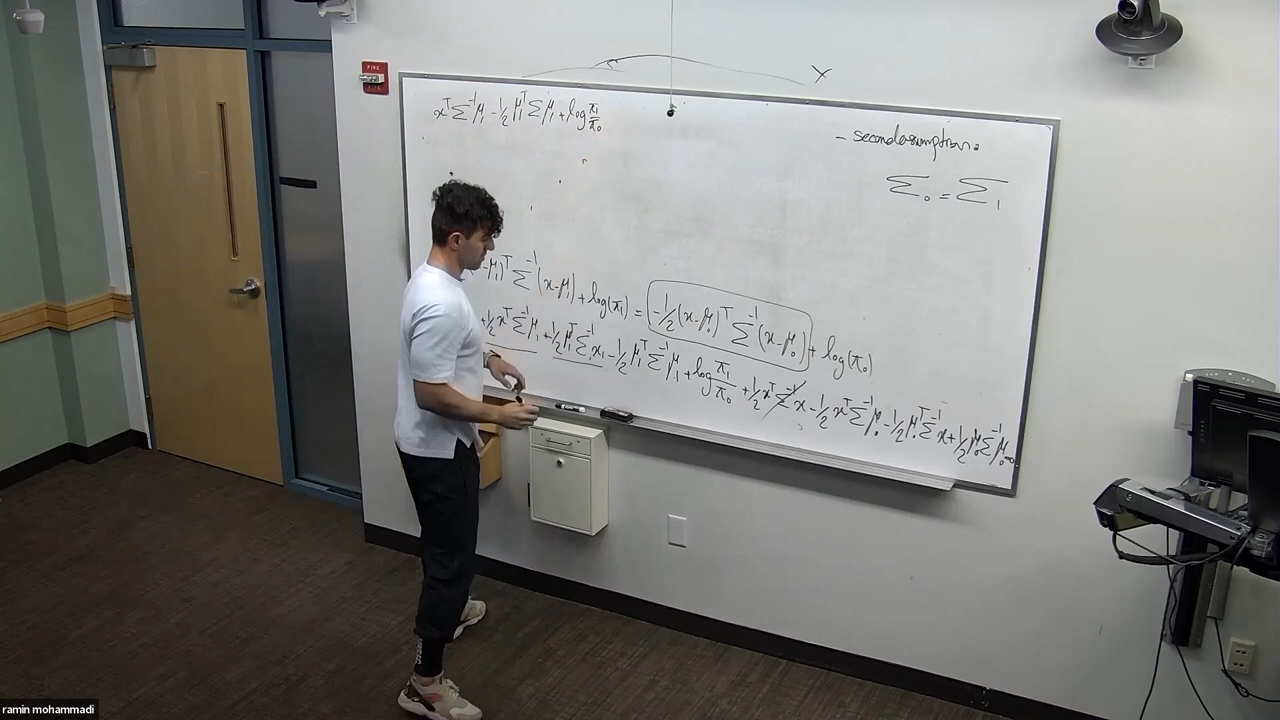 FIRE
Y
x^T Σ^-1 μ - 1/2 μ^T Σ^-1 μ + log π1/π0
- second assumption.
Σ0 = Σ1
-μ1)^T Σ^-1 (x-μ1) + log(π1) = -1/2 (x-μ0)^T Σ^-1 (x-μ0) + log(π0)
+1/2 x^T Σ^-1 μ1 + 1/2 μ1^T Σ^-1 x1 - 1/2 μ1^T Σ^-1 μ1 + log π1/π0 + 1/2 x^T Σ^-1 x - 1/2 x^T Σ^-1 μ0 - 1/2 μ0^T Σ^-1 x + 1/2 μ0 Σ^-1 μ0 =0
ramin mohammadi